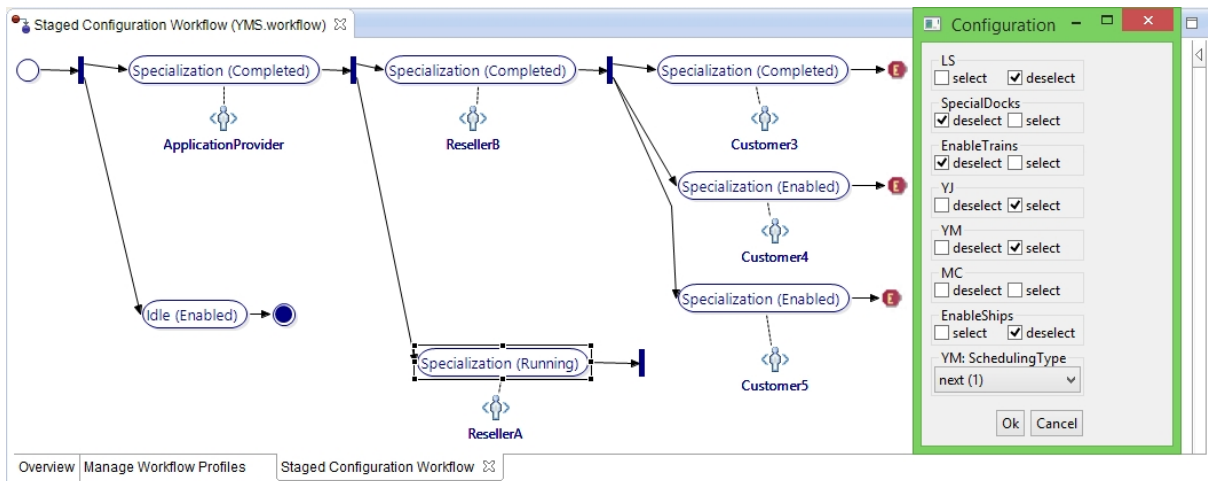 Staged Configuration Workflow (YMS.workflow)
Specialization (Completed)
Specialization (Completed)
Specialization (Completed)
E
ApplicationProvider
ResellerB
Customer3
Specialization (Enabled)
E
Customer4
Idle (Enabled)
Specialization (Enabled)
E
Customer5
Specialization (Running)
ResellerA
Overview
Manage Workflow Profiles
Staged Configuration Workflow
Configuration
LS
select deselect
SpecialDocks
deselect select
EnableTrains
deselect select
YJ
deselect select
YM
deselect select
MC
deselect select
EnableShips
select deselect
YM: SchedulingType
next (1)
Ok Cancel